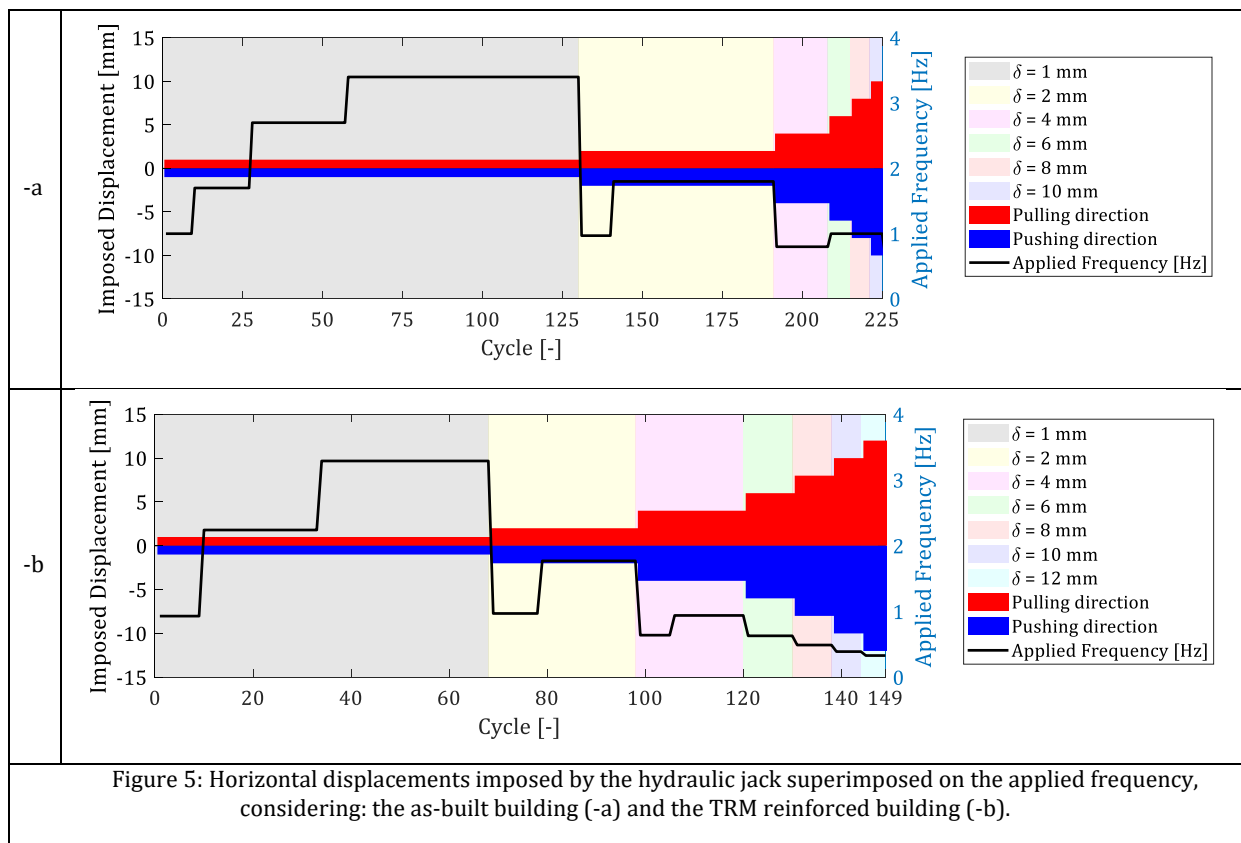 -a
Imposed Displacement [mm]
15
10
5
0
-5
-10
-15
0
25
50
75
100
125
150
175
200
225
Cycle [-]
4
3
2
1
0
Applied Frequency [Hz]
δ = 1 mm
δ = 2 mm
δ = 4 mm
δ = 6 mm
δ = 8 mm
δ = 10 mm
Pulling direction
Pushing direction
Applied Frequency [Hz]
-b
Imposed Displacement [mm]
15
10
5
0
-5
-10
-15
0
20
40
60
80
100
120
140
149
Cycle [-]
4
3
2
1
0
Applied Frequency [Hz]
δ = 1 mm
δ = 2 mm
δ = 4 mm
δ = 6 mm
δ = 8 mm
δ = 10 mm
δ = 12 mm
Pulling direction
Pushing direction
Applied Frequency [Hz]
Figure 5: Horizontal displacements imposed by the hydraulic jack superimposed on the applied frequency,
considering: the as-built building (-a) and the TRM reinforced building (-b).